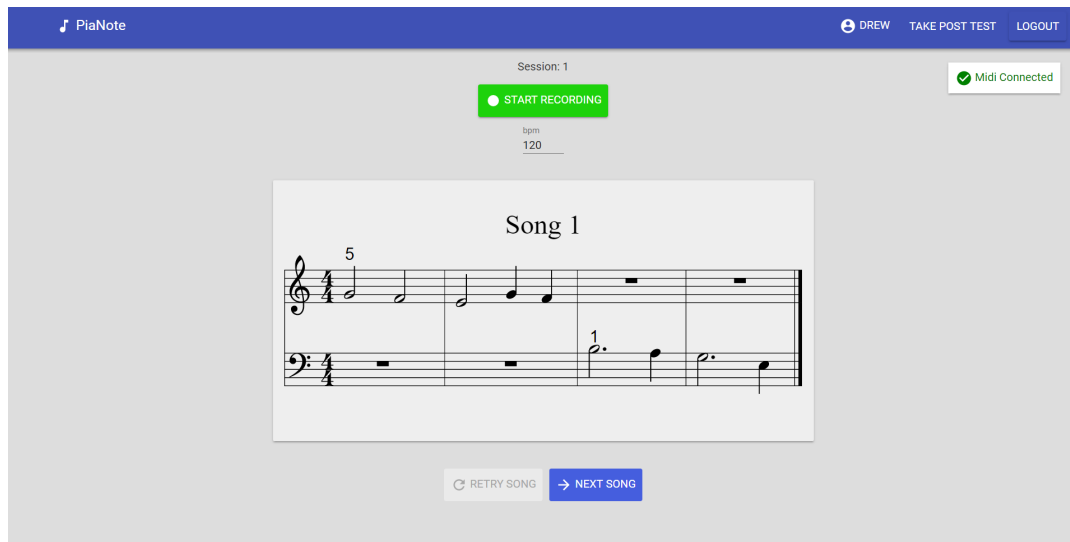 PiaNote DREW TAKE POST TEST LOGOUT
Session: 1
Midi Connected
START RECORDING
bpm
120
Song 1
5
4
4
1
4
4
RETRY SONG NEXT SONG